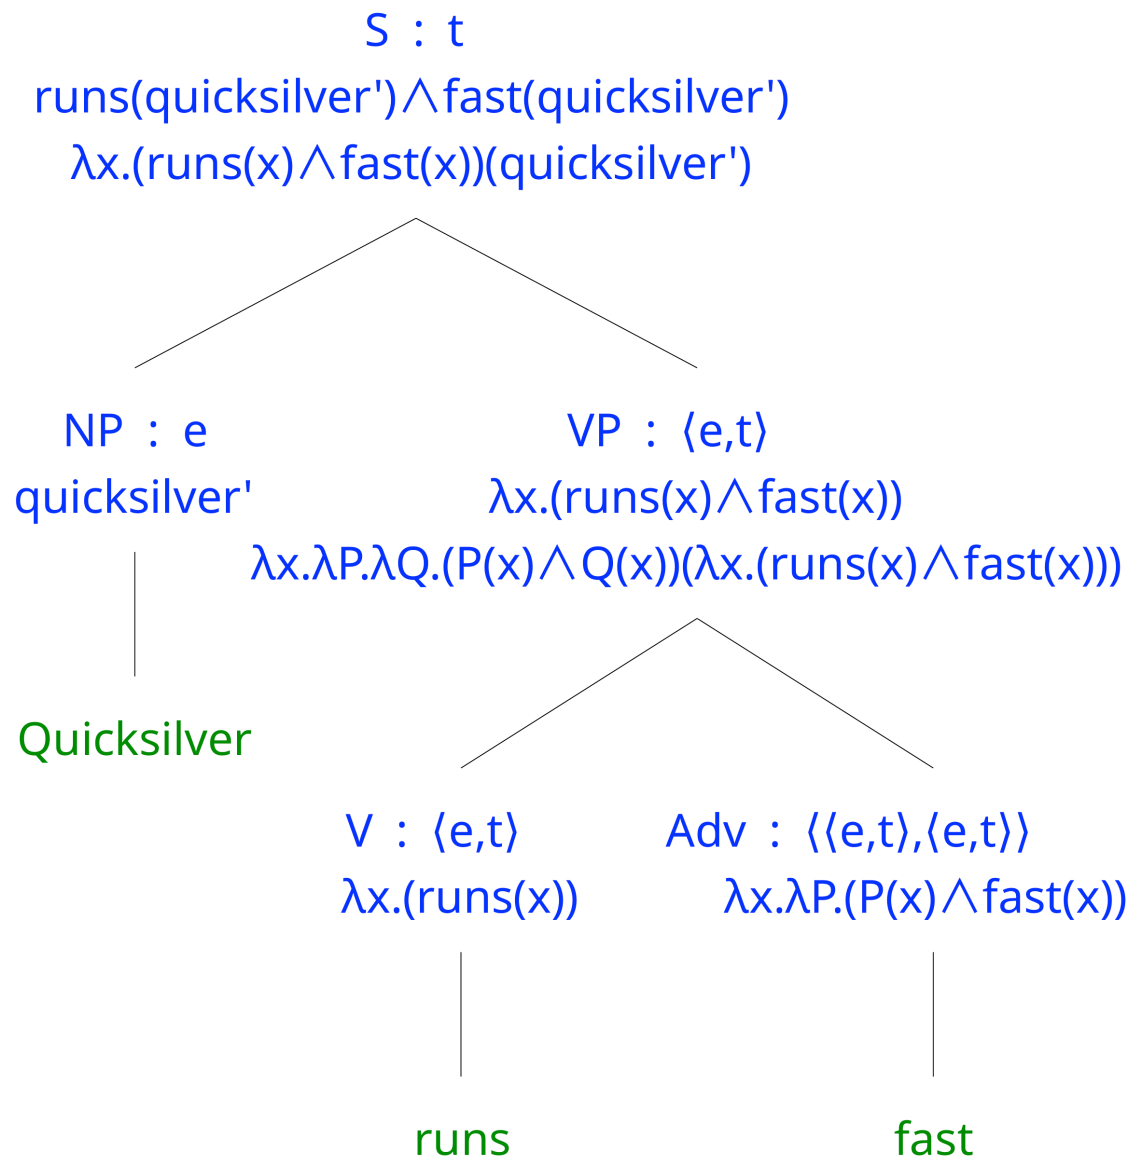 S : t
runs(quicksilver')⋀fast(quicksilver')
λx.(runs(x)⋀fast(x))(quicksilver')
NP : e
quicksilver'
VP : ⟨e,t⟩
λx.(runs(x)⋀fast(x))
λx.λP.λQ.(P(x)⋀Q(x))(λx.(runs(x)⋀fast(x)))
Quicksilver
V : ⟨e,t⟩
λx.(runs(x))
Adv : ⟨⟨e,t⟩,⟨e,t⟩⟩
λx.λP.(P(x)⋀fast(x))
runs
fast